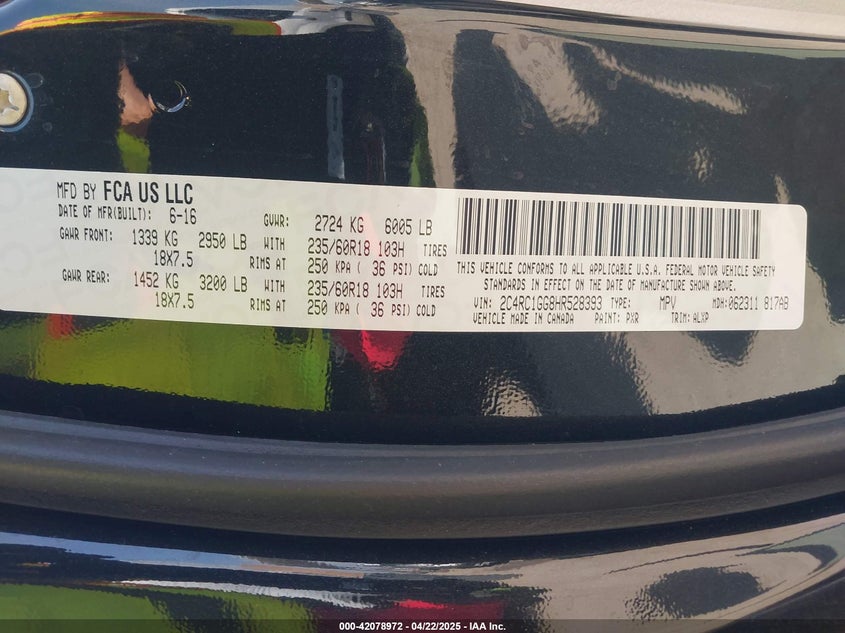 MFD BY FCA US LLC
DATE OF MFR(BUILT): 6-16 GVWR: 2724 KG 6005 LB
GAWR FRONT: 1339 KG 2950 LB WITH 235/60R18 103H TIRES
18X7.5 RIMS AT 250 KPA ( 36 PSI) COLD
GAWR REAR: 1452 KG 3200 LB WITH 235/60R18 103H TIRES
18X7.5 RIMS AT 250 KPA ( 36 PSI) COLD
THIS VEHICLE CONFORMS TO ALL APPLICABLE U.S.A. FEDERAL MOTOR VEHICLE SAFETY
STANDARDS IN EFFECT ON THE DATE OF MANUFACTURE SHOWN ABOVE.
VIN: 2C4RC1GG8HR528393 TYPE: MPV MDH:062311 817AB
VEHICLE MADE IN CANADA PAINT: PXR TRIM: ALXP
000-42078972 - 04/22/2025 - IAA Inc.